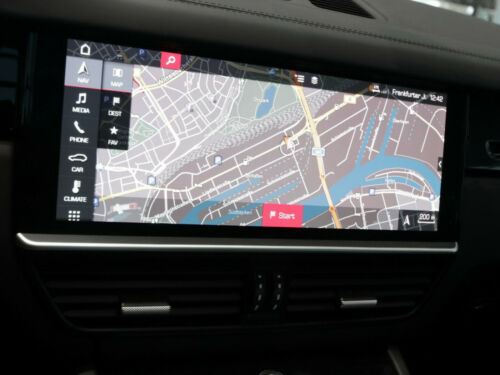 Frankfurter
12:42
NAV
MAP
MEDIA
DEST
PHONE
FAV
CAR
CLIMATE
Start
200 m